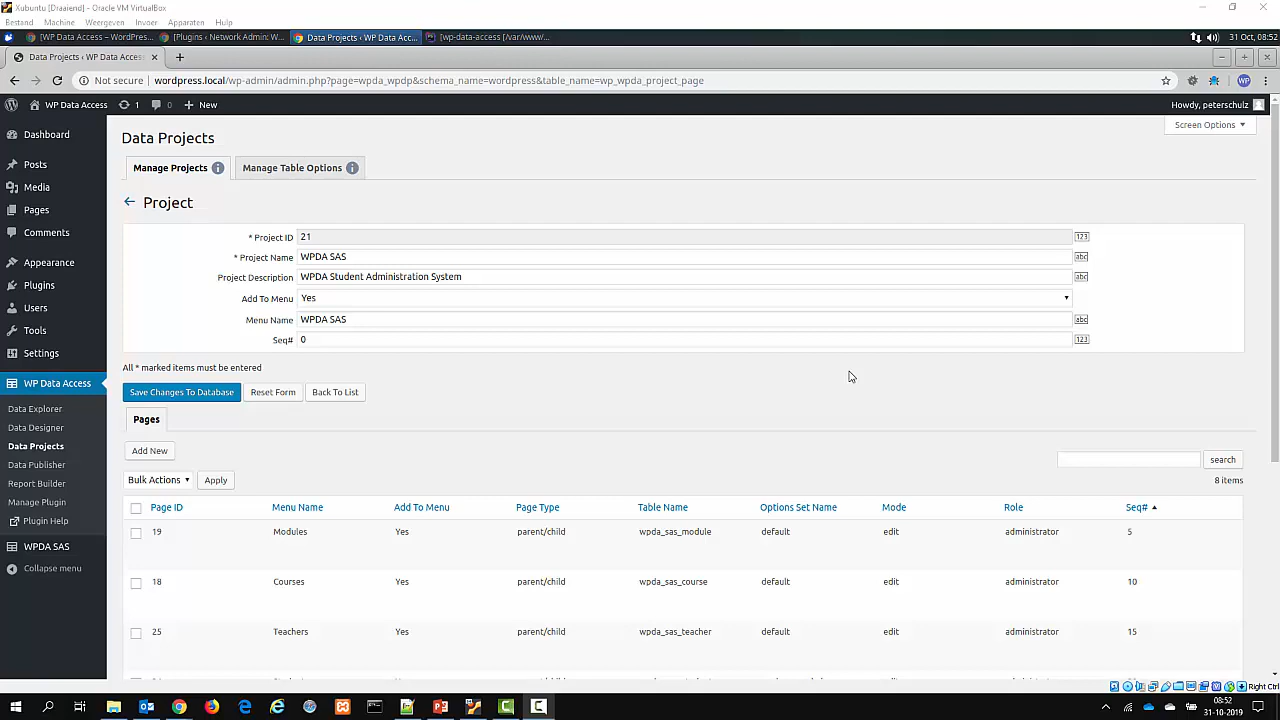 Xubuntu [Draaiend] - Oracle VM VirtualBox
Bestand Machine Weergeven Invoer Apparaten Hulp
[WP Data Access – WordPres... [Plugins ‹ Network Admin: W... Data Projects ‹ WP Data Acc... [wp-data-access [/var/www/... 31 Oct, 08:52
Data Projects ‹ WP Data Access
Not secure wordpress.local/wp-admin/admin.php?page=wpda_wpdp&schema_name=wordpress&table_name=wp_wpda_project_page WP
WP Data Access 1 0 New Howdy, peterschulz
Screen Options
Dashboard
Posts
Media
Pages
Comments
Appearance
Plugins
Users
Tools
Settings
WP Data Access
Data Explorer
Data Designer
Data Projects
Data Publisher
Report Builder
Manage Plugin
Plugin Help
WPDA SAS
Collapse menu
Data Projects
Manage Projects Manage Table Options
Project
* Project ID 21 123
* Project Name WPDA SAS abc
Project Description WPDA Student Administration System abc
Add To Menu Yes
Menu Name WPDA SAS abc
Seq# 0 123
All * marked items must be entered
Save Changes To Database Reset Form Back To List
Pages
Add New
search
Bulk Actions Apply 8 items
Page ID Menu Name Add To Menu Page Type Table Name Options Set Name Mode Role Seq#
19 Modules Yes parent/child wpda_sas_module default edit administrator 5
18 Courses Yes parent/child wpda_sas_course default edit administrator 10
25 Teachers Yes parent/child wpda_sas_teacher default edit administrator 15
Right Ctrl
08:52
31-10-2019